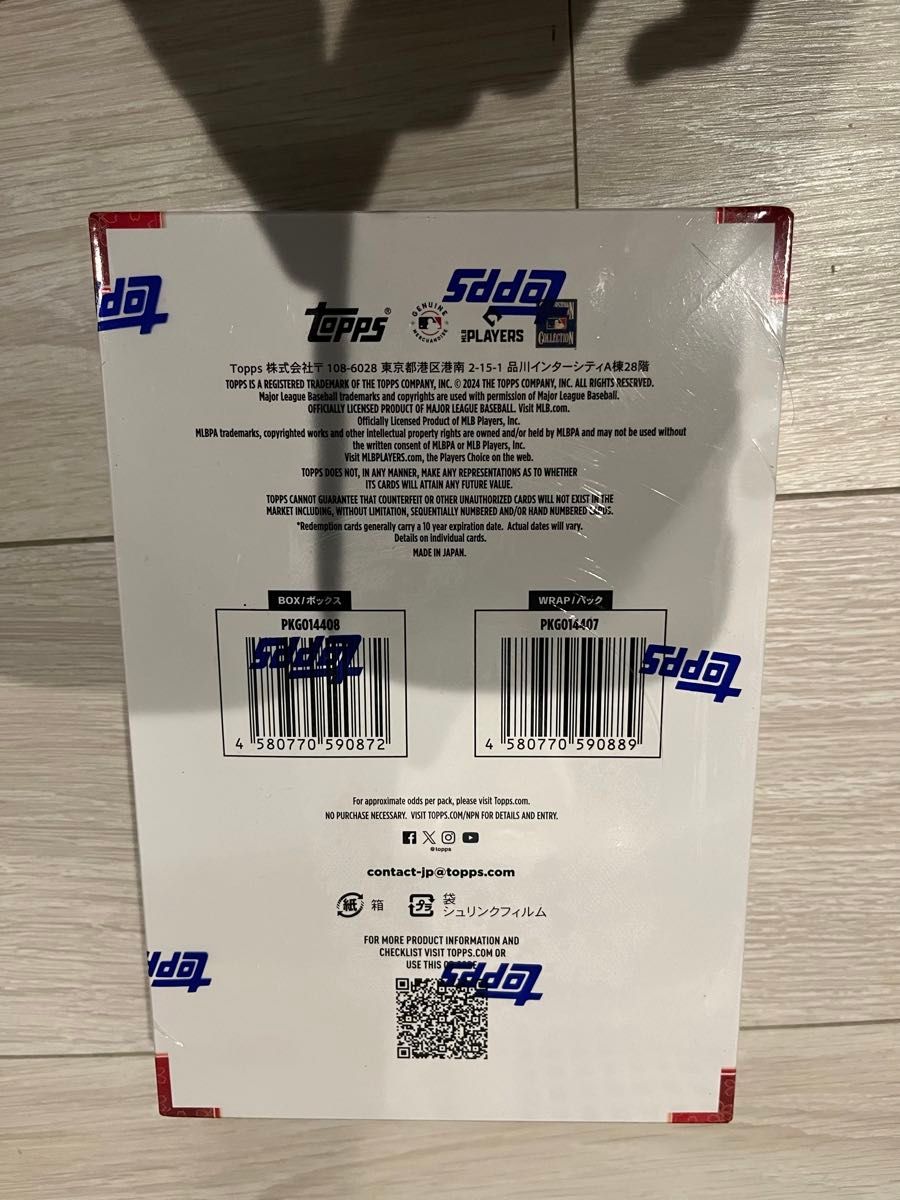 Topps
Topps
Topps®
GENUINE MERCHANDISE
MLB PLAYERS
COOPERSTOWN COLLECTION
Topps 株式会社〒108-6028 東京都港区港南 2-15-1 品川インターシティA棟28階
TOPPS IS A REGISTERED TRADEMARK OF THE TOPPS COMPANY, INC. © 2024 THE TOPPS COMPANY, INC. ALL RIGHTS RESERVED.
Major League Baseball trademarks and copyrights are used with permission of Major League Baseball.
OFFICIALLY LICENSED PRODUCT OF MAJOR LEAGUE BASEBALL. Visit MLB.com.
Officially Licensed Product of MLB Players, Inc.
MLBPA trademarks, copyrighted works and other intellectual property rights are owned and/or held by MLBPA and may not be used without
the written consent of MLBPA or MLB Players, Inc.
Visit MLBPLAYERS.com, the Players Choice on the web.
TOPPS DOES NOT, IN ANY MANNER, MAKE ANY REPRESENTATIONS AS TO WHETHER
ITS CARDS WILL ATTAIN ANY FUTURE VALUE.
TOPPS CANNOT GUARANTEE THAT COUNTERFEIT OR OTHER UNAUTHORIZED CARDS WILL NOT EXIST IN THE
MARKET INCLUDING, WITHOUT LIMITATION, SEQUENTIALLY NUMBERED AND/OR HAND NUMBERED CARDS.
*Redemption cards generally carry a 10 year expiration date. Actual dates will vary.
Details on individual cards.
MADE IN JAPAN.
BOX/ボックス
WRAP/パック
PKG014408
PKG014407
Topps
Topps
4 580770 590872
4 580770 590889
For approximate odds per pack, please visit Topps.com.
NO PURCHASE NECESSARY. VISIT TOPPS.COM/NPN FOR DETAILS AND ENTRY.
@topps
contact-jp@topps.com
紙 箱
プラ 袋
シュリンクフィルム
FOR MORE PRODUCT INFORMATION AND
CHECKLIST VISIT TOPPS.COM OR
USE THIS
Topps
Topps